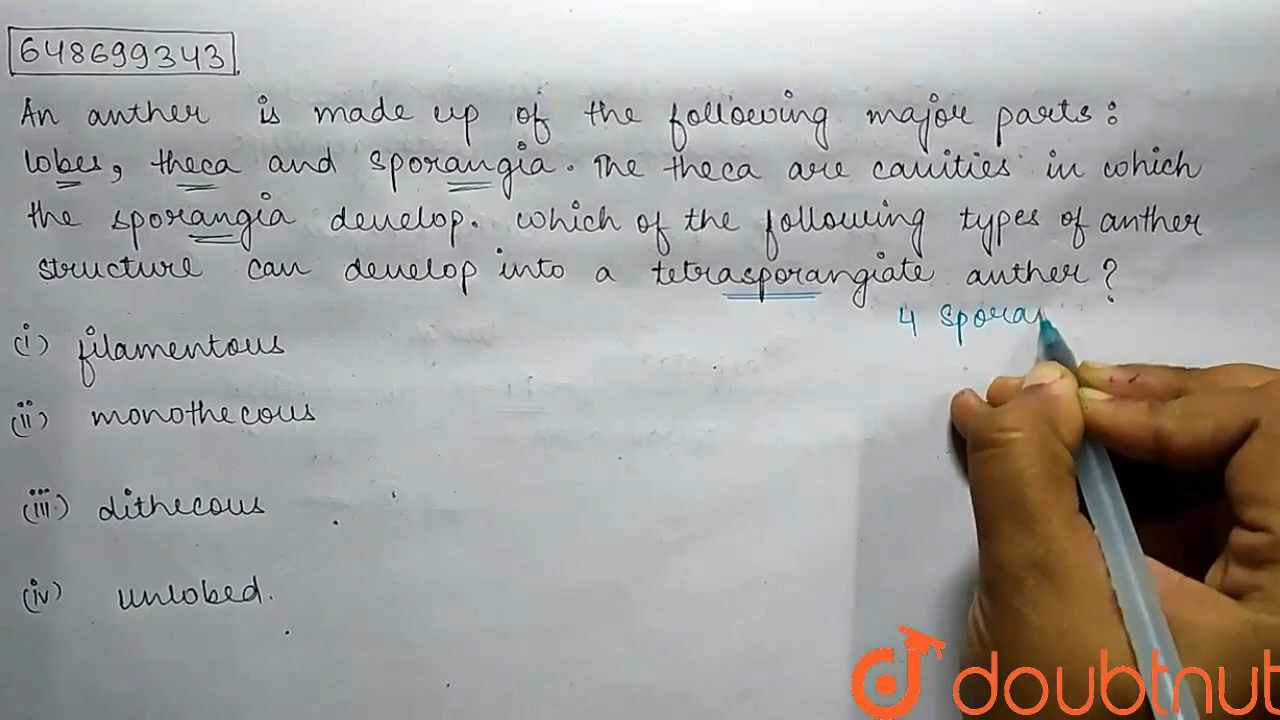 648699343
An anther is made up of the following major parts:
lobes, theca and sporangia. The theca are cavities in which
the sporangia develop. which of the following types of anther
structure can develop into a tetrasporangiate anther?
4 spora
(i) filamentous
(ii) monothecous
(iii) dithecous
(iv) unlobed.
doubtnut